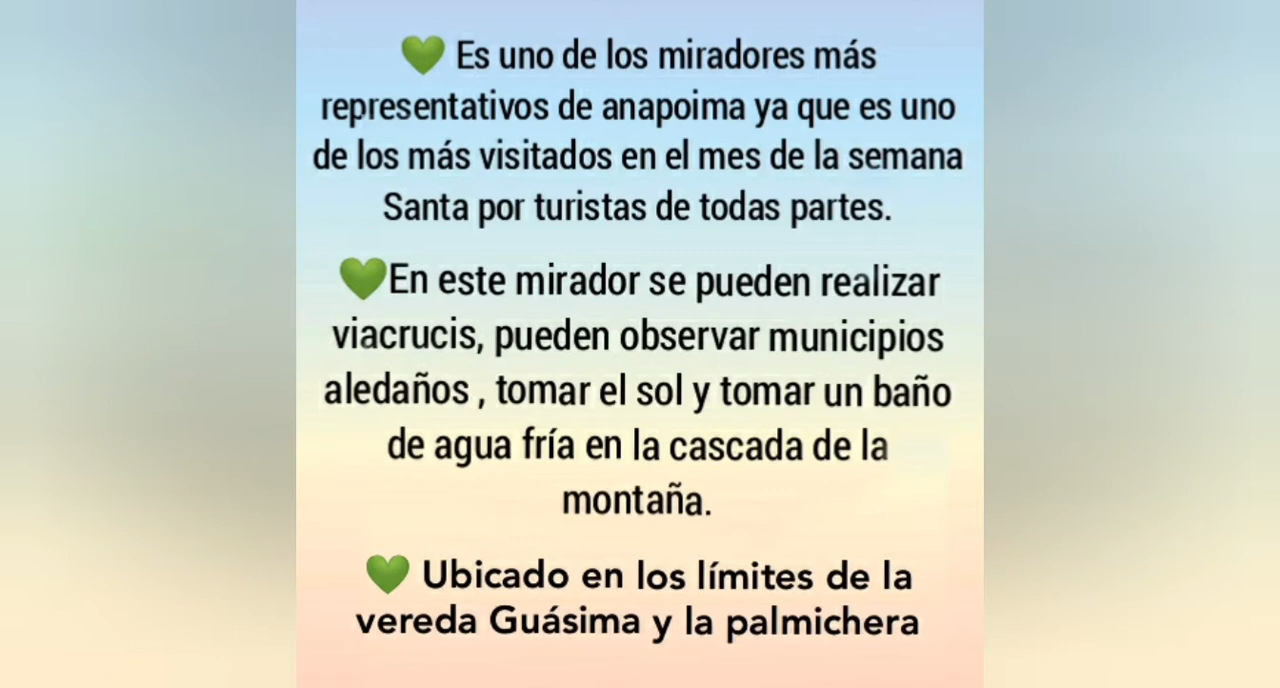 💚 Es uno de los miradores más
representativos de anapoima ya que es uno
de los más visitados en el mes de la semana
Santa por turistas de todas partes.
💚En este mirador se pueden realizar
viacrucis, pueden observar municipios
aledaños , tomar el sol y tomar un baño
de agua fría en la cascada de la
montaña.
💚 Ubicado en los límites de la
vereda Guásima y la palmichera